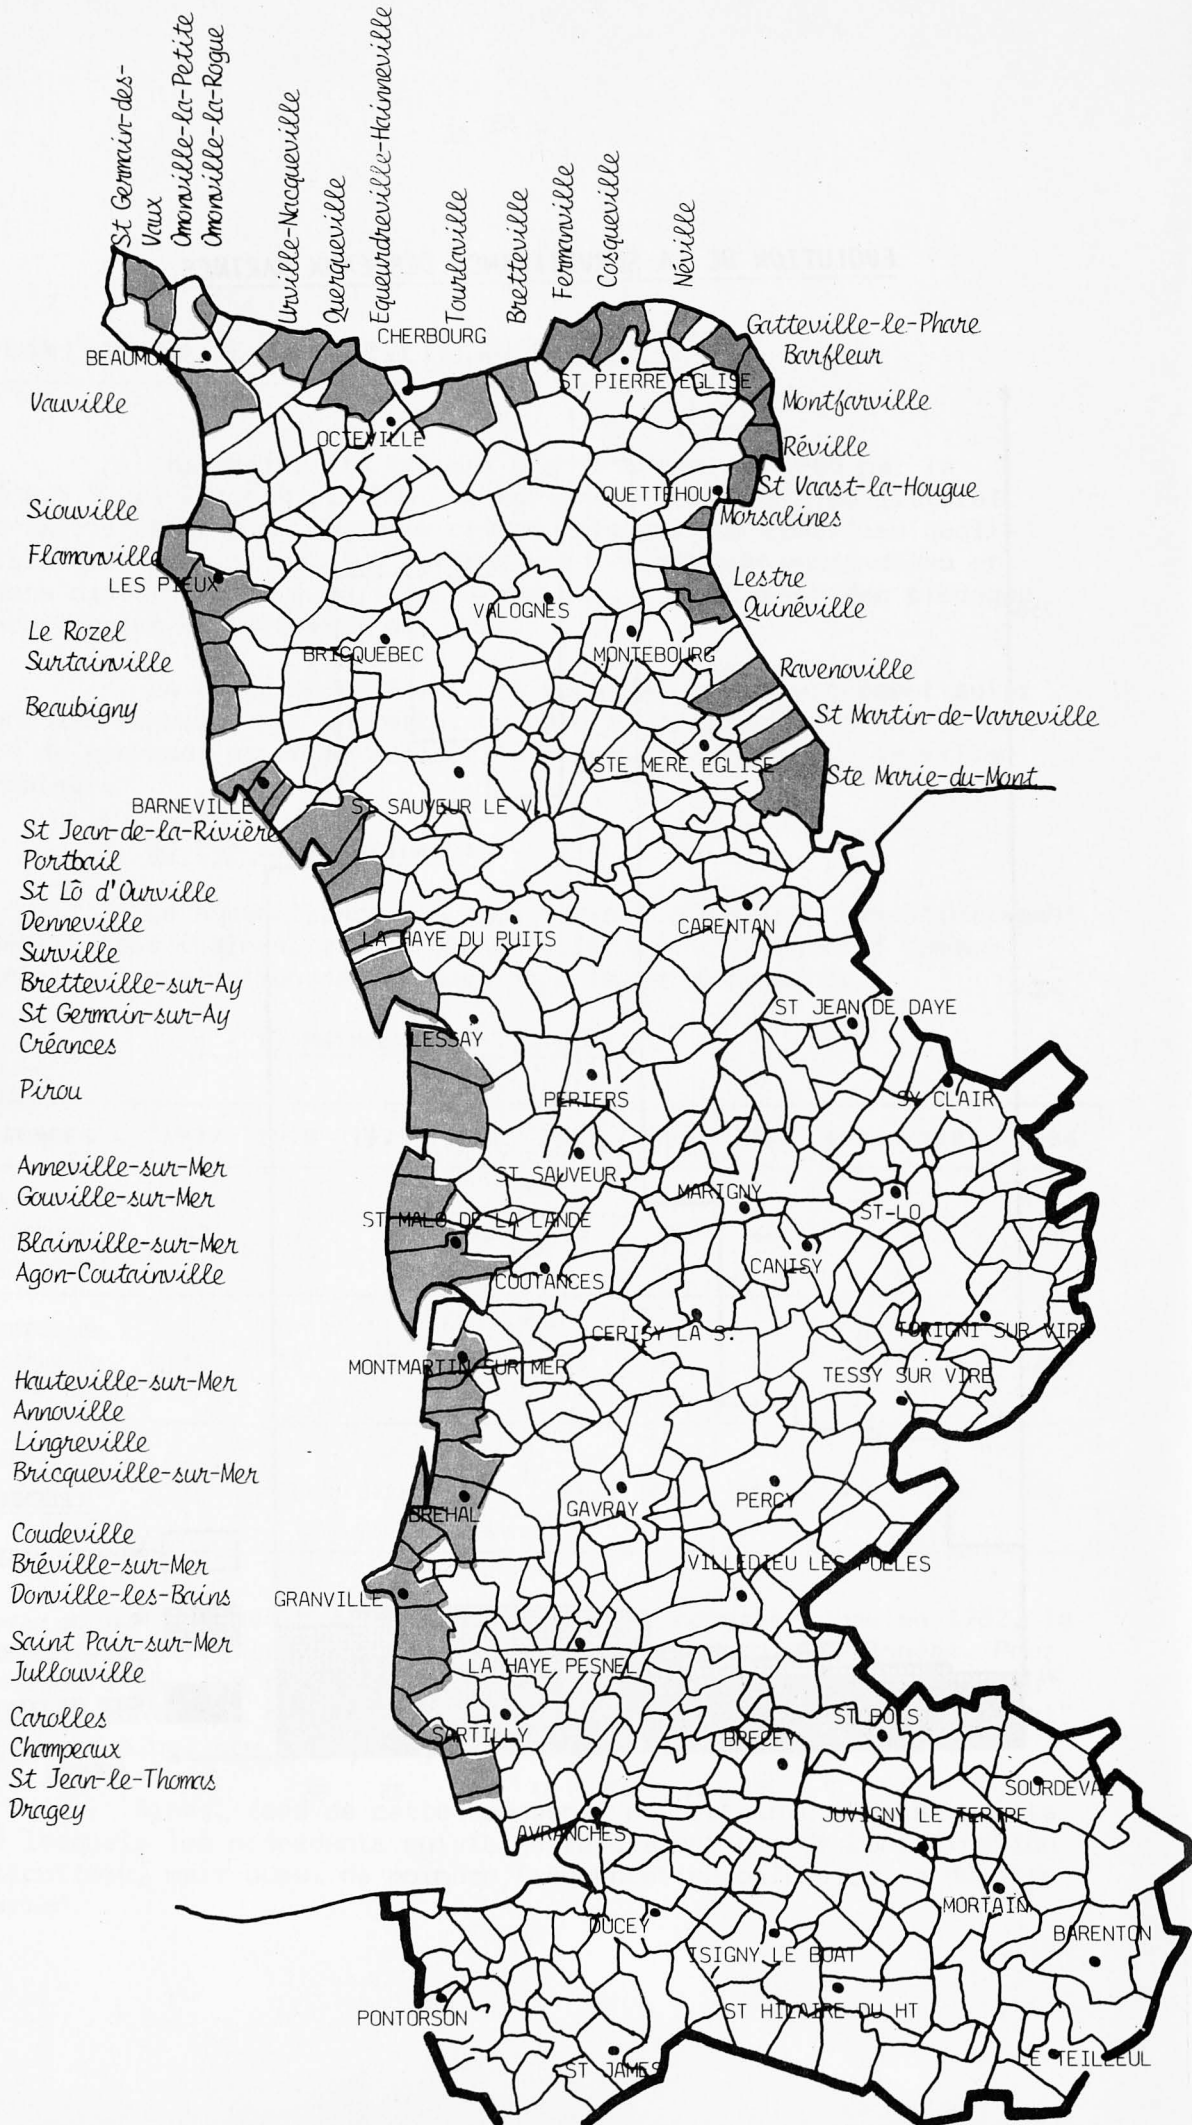 St Germain-des-
Vaux
Omonville-la-Petite
Omonville-la-Rogue
Urville-Nacqueville
Querqueville
Equeurdreville-Hainneville
Tourlaville
Bretteville
Fermanville
Cosqueville
Néville
CHERBOURG
Gatteville-le-Phare
BEAUMONT
Barfleur
ST PIERRE EGLISE
Vauville
Montfarville
OCTEVILLE
Réville
QUETTEHOU
St Vaast-la-Hougue
Siouville
Morsalines
Flamanville
LES PIEUX
Lestre
VALOGNES
Quinéville
Le Rozel
BRICQUEBEC
MONTEBOURG
Surtainville
Ravenoville
Beaubigny
St Martin-de-Varreville
STE MERE EGLISE
Ste Marie-du-Mont
BARNEVILLE
ST SAUVEUR LE V.
St Jean-de-la-Rivière
Portbail
St Lô d'Ourville
Denneville
CARENTAN
LA HAYE DU PUITS
Surville
Bretteville-sur-Ay
St Germain-sur-Ay
ST JEAN DE DAYE
Créances
LESSAY
Pirou
PERIERS
SY CLAIR
Anneville-sur-Mer
ST SAUVEUR
Gouville-sur-Mer
MARIGNY
ST-LO
ST MALO DE LA LANDE
Blainville-sur-Mer
CANISY
Agon-Coutainville
COUTANCES
CERISY LA S.
TORIGNI SUR VIRE
MONTMARTIN SUR MER
TESSY SUR VIRE
Hauteville-sur-Mer
Annoville
Lingreville
Bricqueville-sur-Mer
BREHAL
GAVRAY
PERCY
Coudeville
Bréville-sur-Mer
VILLEDIEU LES POLLES
Donville-les-Bains
GRANVILLE
Saint Pair-sur-Mer
LA HAYE PESNEL
Jullouville
Carolles
ST POIS
SARTILLY
BRECEY
Champeaux
St Jean-le-Thomas
SOURDEVAL
Dragey
JUVIGNY LE TERTRE
AVRANCHES
MORTAIN
DUCEY
BARENTON
ISIGNY LE BUAT
ST HILAIRE DU HT
PONTORSON
LE TEILLEUL
ST JAMES